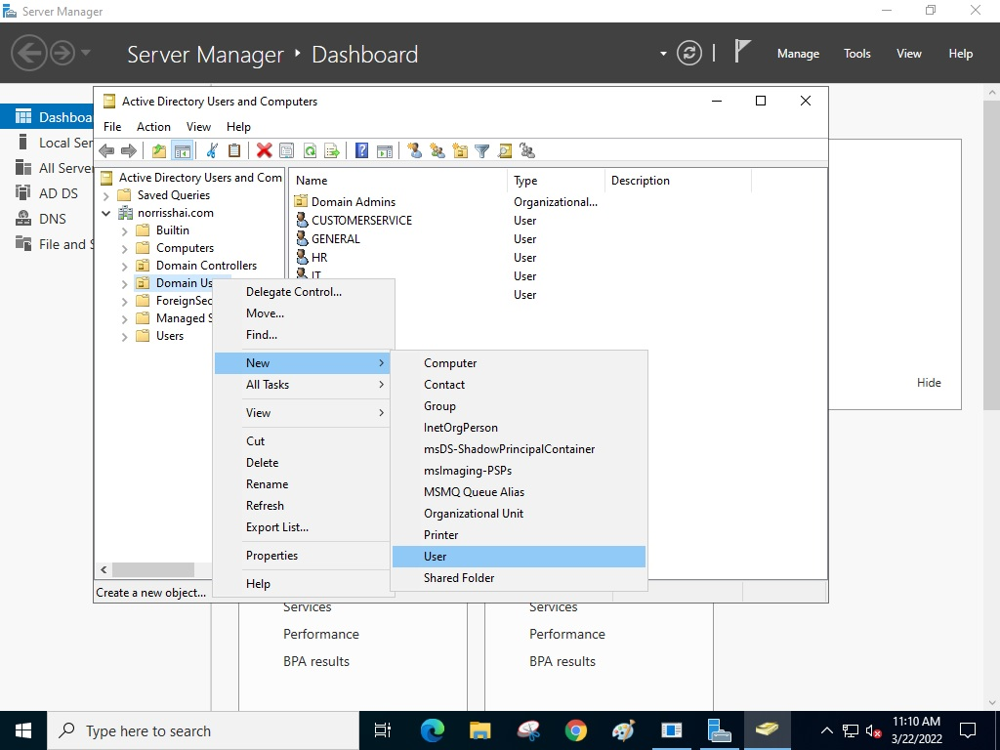 Server Manager
Server Manager ‣ Dashboard
Manage Tools View Help
Dashboa
Local Ser
All Server
AD DS
DNS
File and S
Active Directory Users and Computers
File Action View Help
Active Directory Users and Com
Saved Queries
norrisshai.com
Builtin
Computers
Domain Controllers
Domain Us
ForeignSec
Managed S
Users
Name Type Description
Domain Admins Organizational...
CUSTOMERSERVICE User
GENERAL User
HR User
IT User
User
Delegate Control...
Move...
Find...
New
All Tasks
View
Cut
Delete
Rename
Refresh
Export List...
Properties
Help
Computer
Contact
Group
InetOrgPerson
msDS-ShadowPrincipalContainer
msImaging-PSPs
MSMQ Queue Alias
Organizational Unit
Printer
User
Shared Folder
Create a new object...
Hide
Services
Performance
BPA results
Services
Performance
BPA results
Type here to search
11:10 AM
3/22/2022